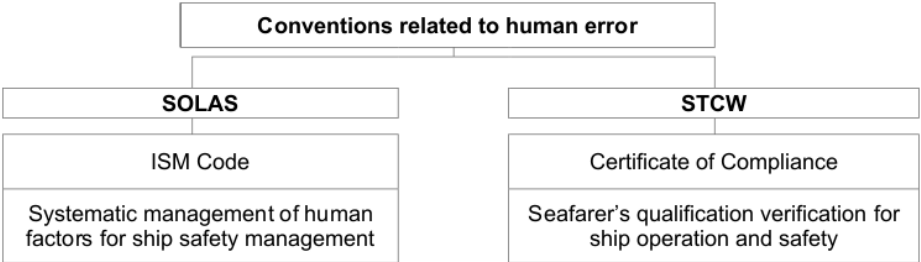 Conventions related to human error
SOLAS
STCW
ISM Code
Certificate of Compliance
Systematic management of human
factors for ship safety management
Seafarer’s qualification verification for
ship operation and safety